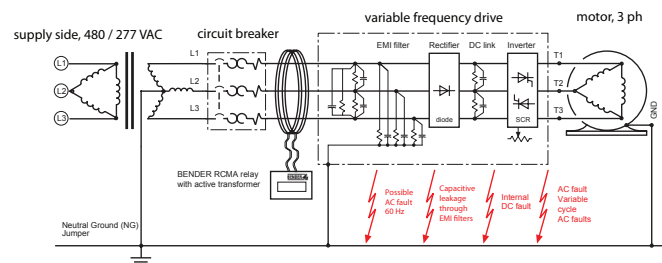 supply side, 480 / 277 VAC
circuit breaker
variable frequency drive
motor, 3 ph
EMI filter
Rectifier
DC link
Inverter
L1
L2
L3
L1
L2
L3
T1
T2
T3
diode
SCR
GND
BENDER RCMA relay
with active transformer
Possible
AC fault
60 Hz
Capacitive
leakage
through
EMI filters
Internal
DC fault
AC fault
Variable
cycle
AC faults
Neutral Ground (NG)
Jumper